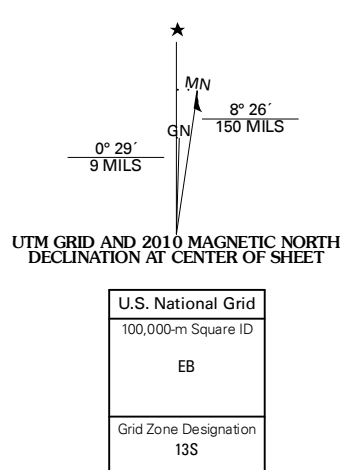 ★
MN
8° 26´
150 MILS
GN
0° 29´
9 MILS
UTM GRID AND 2010 MAGNETIC NORTH
DECLINATION AT CENTER OF SHEET
U.S. National Grid
100,000-m Square ID
EB
Grid Zone Designation
13S